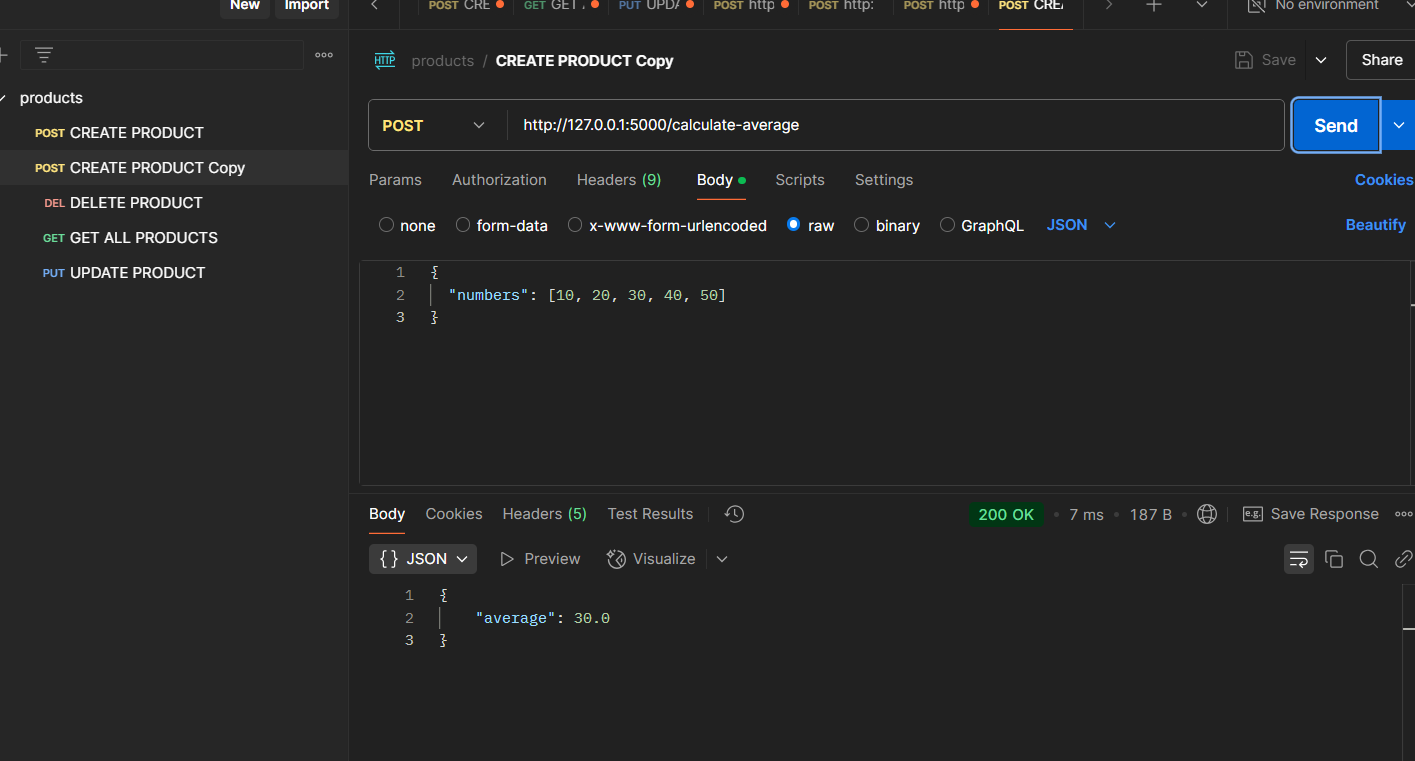 New Import
POST CRE GET GET POST http POST http: POST http POST CRE No environment
products / CREATE PRODUCT Copy Save Share
products
POST CREATE PRODUCT
POST CREATE PRODUCT Copy
DEL DELETE PRODUCT
GET GET ALL PRODUCTS
PUT UPDATE PRODUCT
POST http://127.0.0.1:5000/calculate-average Send
Params Authorization Headers (9) Body Scripts Settings Cookies
none form-data x-www-form-urlencoded raw binary GraphQL JSON Beautify
1 {
2 "numbers": [10, 20, 30, 40, 50]
3 }
Body Cookies Headers (5) Test Results 200 OK • 7 ms • 187 B • e.g. Save Response
{} JSON Preview Visualize
1 {
2 "average": 30.0
3 }